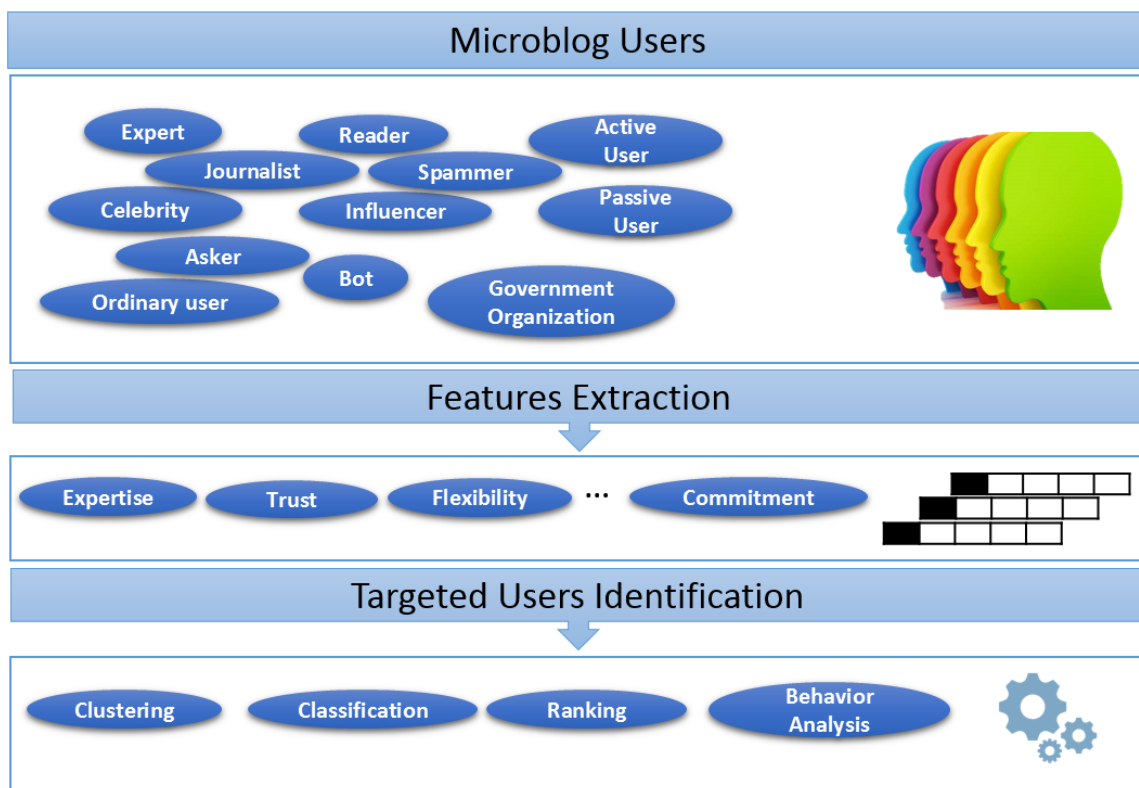 Microblog Users
Expert
Reader
Active
User
Journalist
Spammer
Celebrity
Influencer
Passive
User
Asker
Bot
Ordinary user
Government
Organization
Features Extraction
Expertise
Trust
Flexibility
...
Commitment
Targeted Users Identification
Clustering
Classification
Ranking
Behavior
Analysis